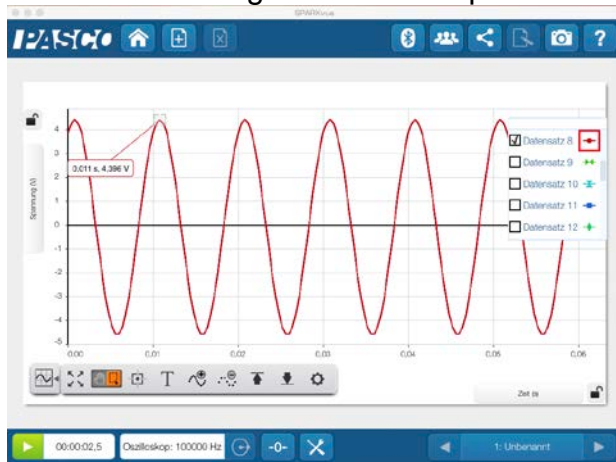 SPARKvue
PASCO
?
Datensatz 8
Datensatz 9
Datensatz 10
Datensatz 11
Datensatz 12
0.011 s, 4,396 V
Spannung (V)
4
3
2
1
0
-1
-2
-3
-4
-5
0.00
0.01
0.02
0.03
0.04
0.05
0.06
T
Zeit (s)
00:00:02,5
Oszilloskop: 100000 Hz
-0-
1: Unbenannt